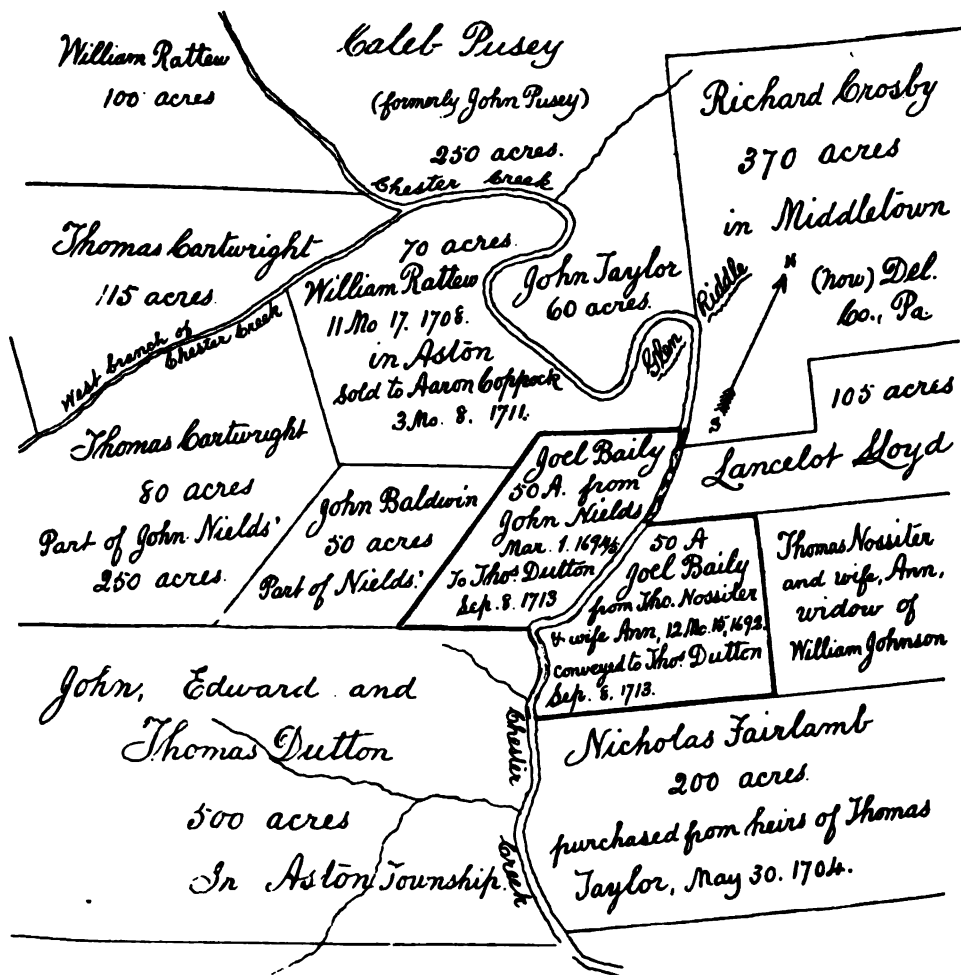 William Rattew
100 acres
Caleb Pusey
(formerly John Pusey)
250 acres.
Chester Creek
Richard Crosby
370 acres
in Middletown
(now) Del.
Co., Pa.
N
S
Thomas Cartwright
115 acres.
West branch of
Chester Creek
70 acres.
William Rattew
11 Mo 17. 1708.
in Aston
Sold to Aaron Coppock
3 Mo. 8. 1711.
John Taylor
60 acres.
Glen
Riddle
105 acres
Lancelot Lloyd
Thomas Cartwright
80 acres
Part of John Nields'
250 acres.
John Baldwin
50 acres
Part of Nields'.
Joel Baily
50 A. from
John Nields
Mar. 1. 1694/5
To Thos. Dutton
Sep. 8. 1713
50 A
Joel Baily
from Tho. Nossiter
& wife Ann, 12 Mo. 15, 1692.
conveyed to Thos. Dutton
Sep. 8. 1713.
Thomas Nossiter
and wife, Ann,
widow of
William Johnson
John, Edward and
Thomas Dutton
500 acres
In Aston Township.
Chester
Creek
Nicholas Fairlamb
200 acres.
purchased from heirs of Thomas
Taylor, May 30. 1704.